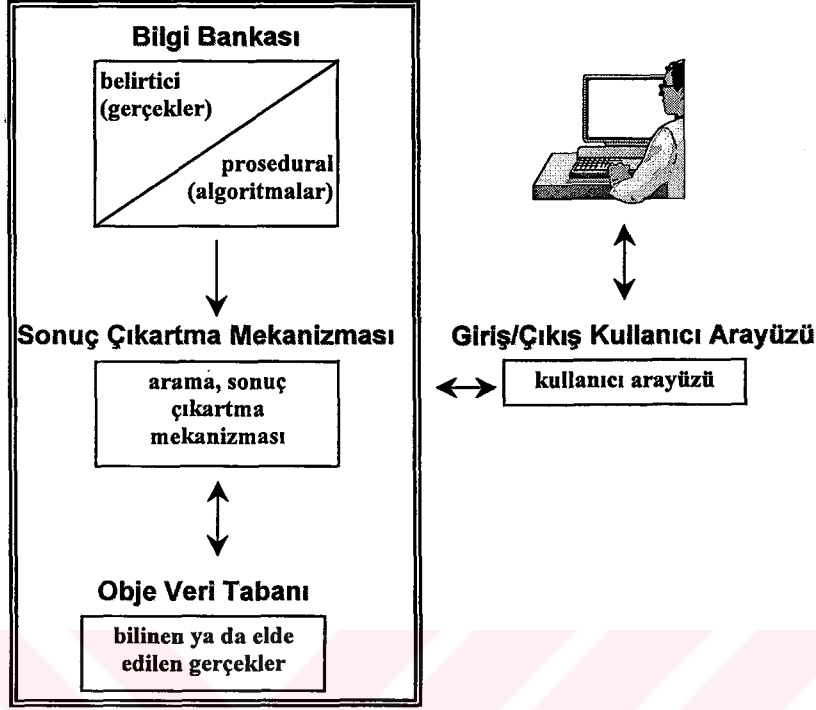 Bilgi Bankası
belirtici
(gerçekler)
prosedural
(algoritmalar)
Sonuç Çıkartma Mekanizması
arama, sonuç
çıkartma
mekanizması
Obje Veri Tabanı
bilinen ya da elde
edilen gerçekler
Giriş/Çıkış Kullanıcı Arayüzü
kullanıcı arayüzü